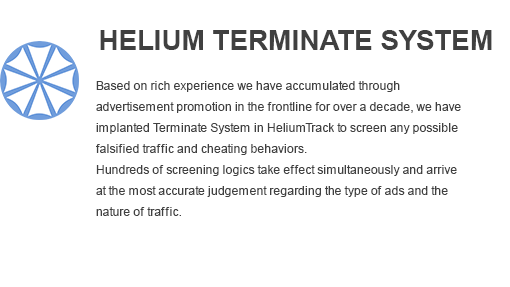 HELIUM TERMINATE SYSTEM
Based on rich experience we have accumulated through
advertisement promotion in the frontline for over a decade, we have
implanted Terminate System in HeliumTrack to screen any possible
falsified traffic and cheating behaviors.
Hundreds of screening logics take effect simultaneously and arrive
at the most accurate judgement regarding the type of ads and the
nature of traffic.